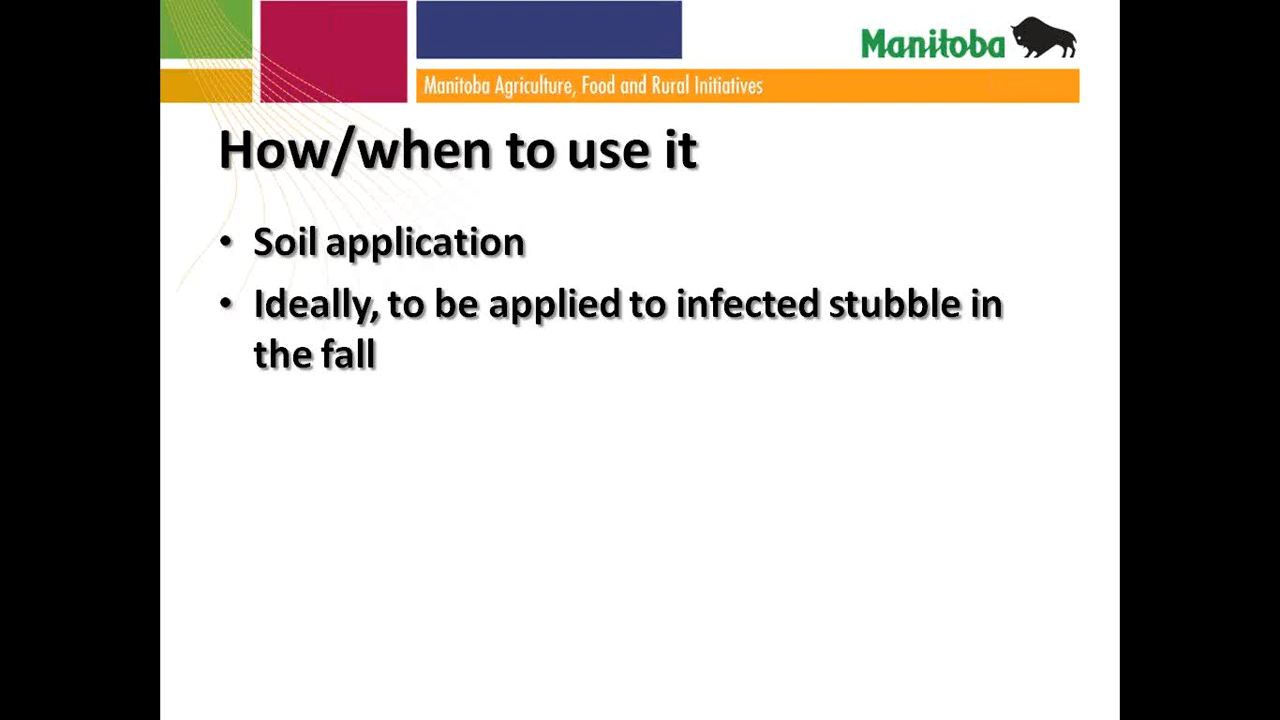 Manitoba
Manitoba Agriculture, Food and Rural Initiatives
How/when to use it
• Soil application
• Ideally, to be applied to infected stubble in
the fall